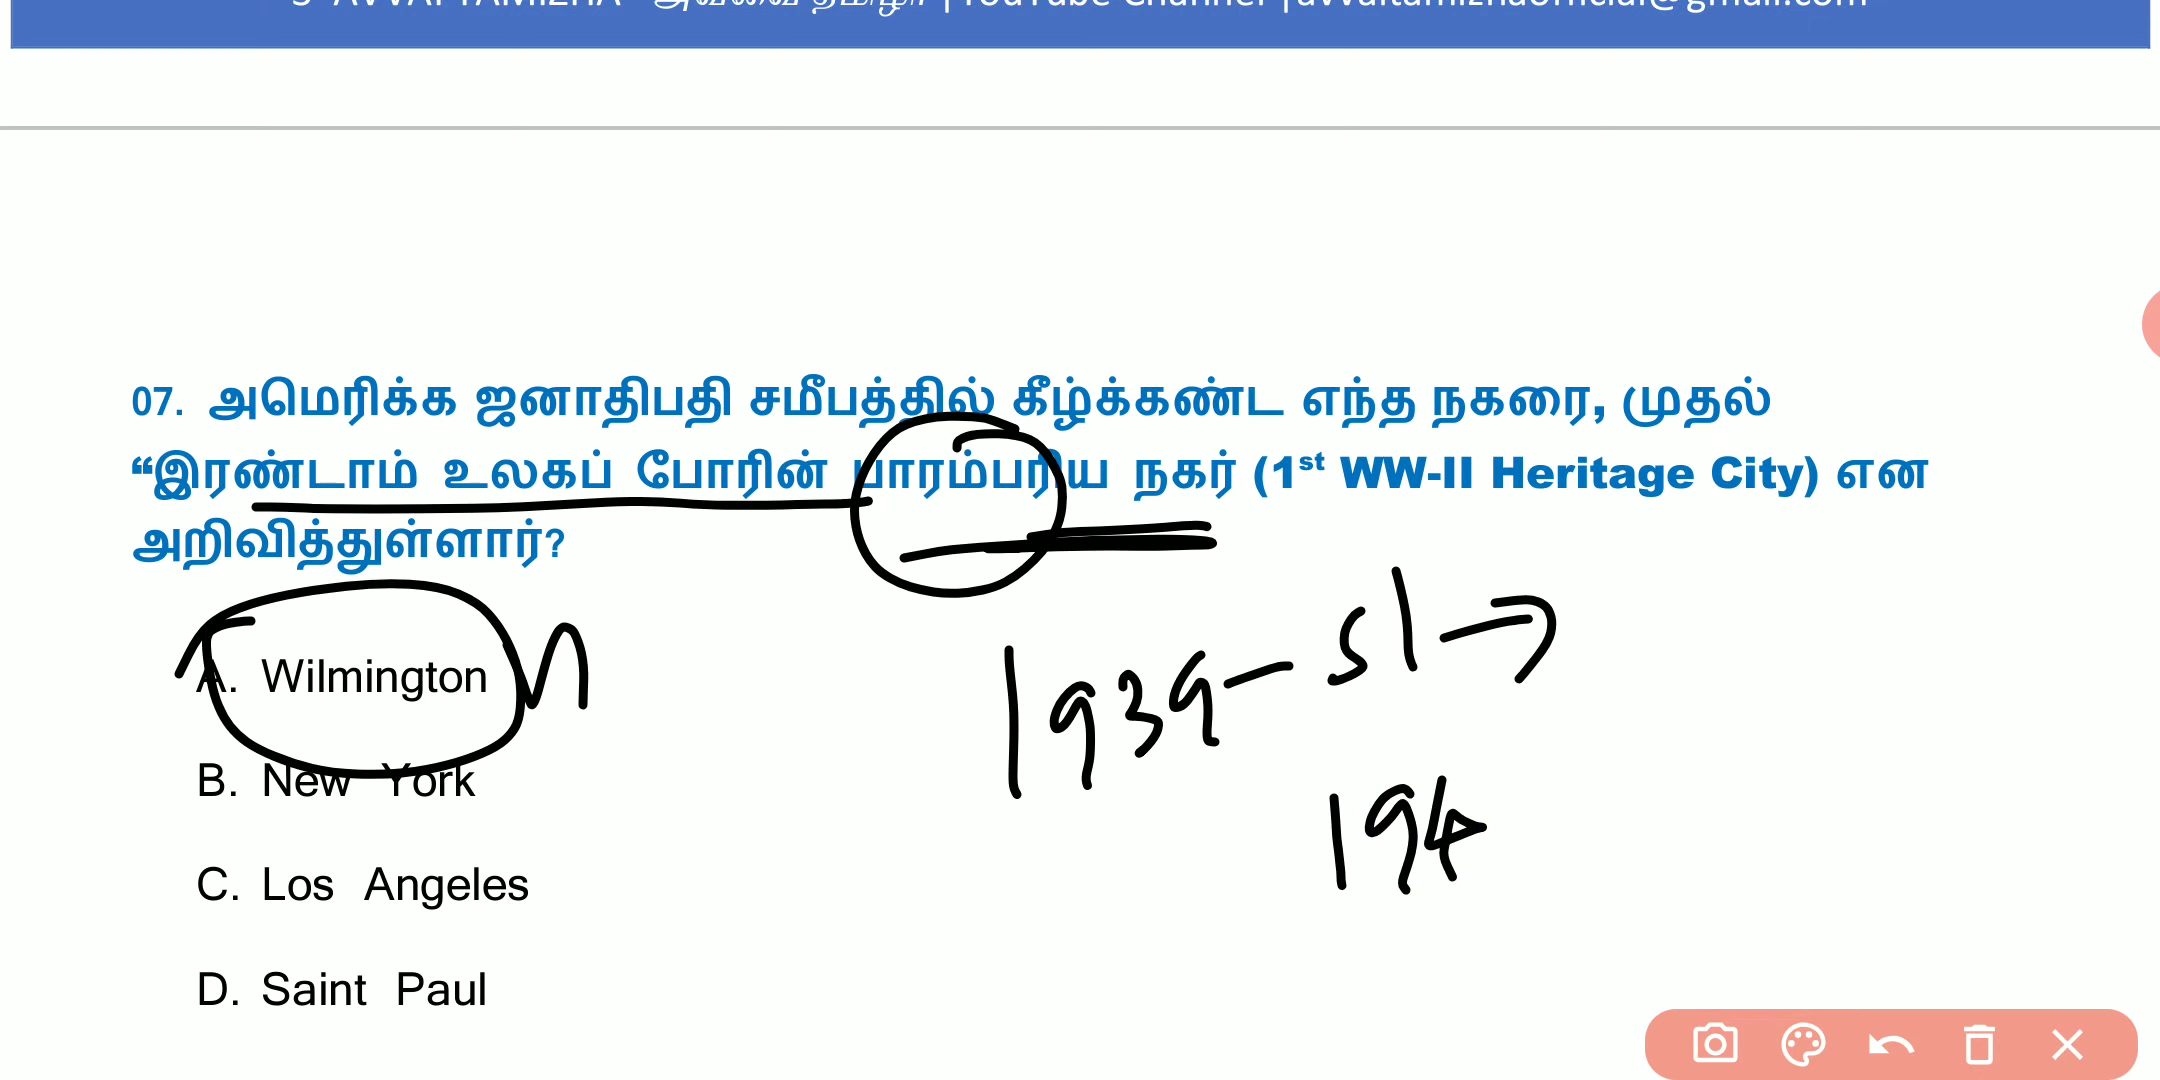 07. அமெரிக்க ஜனாதிபதி சமீபத்தில் கீழ்க்கண்ட எந்த நகரை, முதல்
“இரண்டாம் உலகப் போரின் பாரம்பரிய நகர் (1st WW-II Heritage City) என
அறிவித்துள்ளார்?
A. Wilmington
1939-
194
B. New York
C. Los Angeles
D. Saint Paul